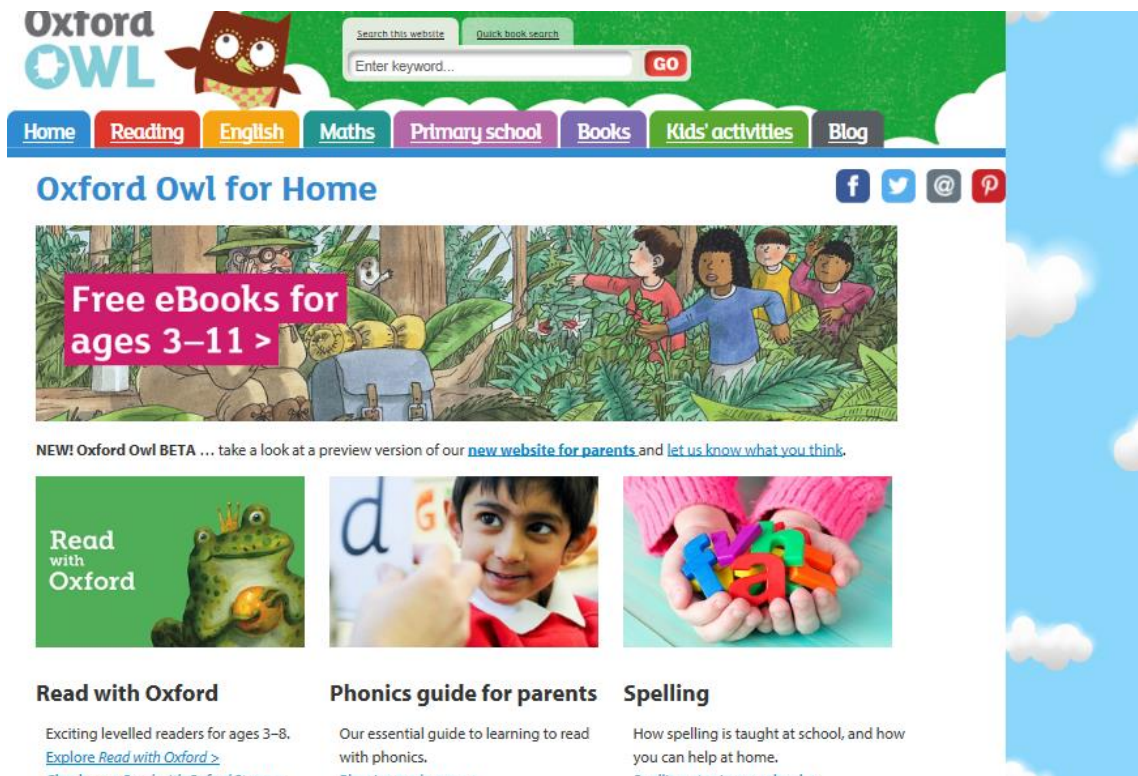 Oxford
OWL
Search this website
Quick book search
Enter keyword...
GO
Home
Reading
English
Maths
Primary school
Books
Kids' activities
Blog
Oxford Owl for Home
Free eBooks for
ages 3–11 >
NEW! Oxford Owl BETA … take a look at a preview version of our new website for parents and let us know what you think.
Read
with
Oxford
d
G
f
v
a
n
Read with Oxford
Exciting levelled readers for ages 3–8.
Explore Read with Oxford >
Phonics guide for parents
Our essential guide to learning to read
with phonics.
Spelling
How spelling is taught at school, and how
you can help at home.